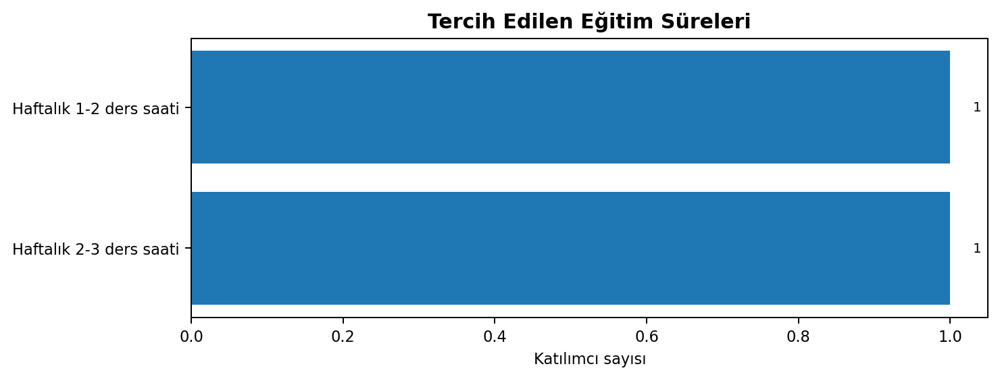 Tercih Edilen Eğitim Süreleri
Haftalık 1-2 ders saati
1
Haftalık 2-3 ders saati
1
0.0 0.2 0.4 0.6 0.8 1.0
Katılımcı sayısı